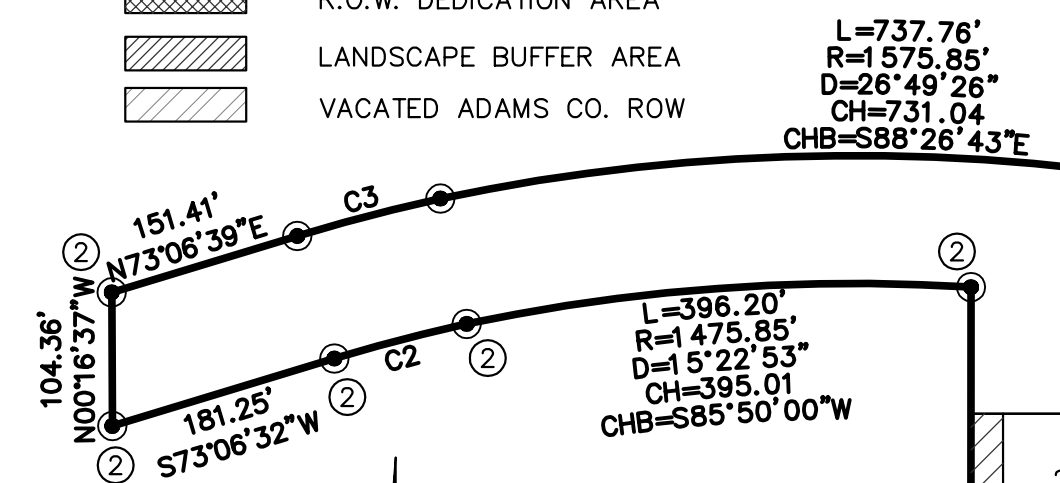 R.O.W. DEDICATION AREA
LANDSCAPE BUFFER AREA
VACATED ADAMS CO. ROW
L=737.76'
R=1575.85'
D=26°49'26"
CH=731.04
CHB=S88°26'43"E
151.41'
N73°06'39"E
C3
2
2
104.36'
N00°16'37"W
L=396.20'
R=1475.85'
D=15°22'53"
CH=395.01
CHB=S85°50'00"W
C2
2
2
181.25'
S73°06'32"W
2